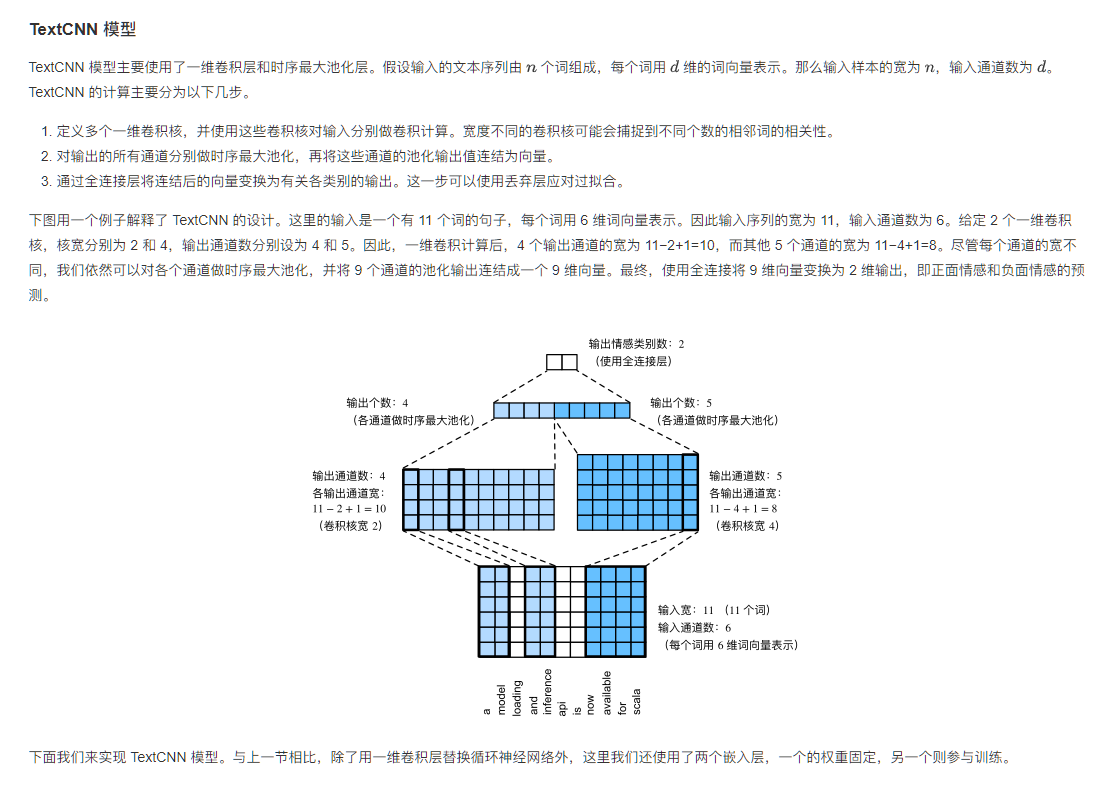 TextCNN 模型
TextCNN 模型主要使用了一维卷积层和时序最大池化层。假设输入的文本序列由 n 个词组成，每个词用 d 维的词向量表示。那么输入样本的宽为 n，输入通道数为 d。
TextCNN 的计算主要分为以下几步。
1. 定义多个一维卷积核，并使用这些卷积核对输入分别做卷积计算。宽度不同的卷积核可能会捕捉到不同个数的相邻词的相关性。
2. 对输出的所有通道分别做时序最大池化，再将这些通道的池化输出值连结为向量。
3. 通过全连接层将连结后的向量变换为有关各类别的输出。这一步可以使用丢弃层应对过拟合。
下图用一个例子解释了 TextCNN 的设计。这里的输入是一个有 11 个词的句子，每个词用 6 维词向量表示。因此输入序列的宽为 11，输入通道数为 6。给定 2 个一维卷积
核，核宽分别为 2 和 4，输出通道数分别设为 4 和 5。因此，一维卷积计算后，4 个输出通道的宽为 11−2+1=10，而其他 5 个通道的宽为 11−4+1=8。尽管每个通道的宽不
同，我们依然可以对各个通道做时序最大池化，并将 9 个通道的池化输出连结成一个 9 维向量。最终，使用全连接将 9 维向量变换为 2 维输出，即正面情感和负面情感的预
测。
输出情感类别数：2
（使用全连接层）
输出个数：4
（各通道做时序最大池化）
输出个数：5
（各通道做时序最大池化）
输出通道数：4
各输出通道宽：
11 − 2 + 1 = 10
（卷积核宽 2）
输出通道数：5
各输出通道宽：
11 − 4 + 1 = 8
（卷积核宽 4）
输入宽：11 （11 个词）
输入通道数：6
（每个词用 6 维词向量表示）
a
model
loading
and
inference
api
is
now
available
for
scala
下面我们来实现 TextCNN 模型。与上一节相比，除了用一维卷积层替换循环神经网络外，这里我们还使用了两个嵌入层，一个的权重固定，另一个则参与训练。